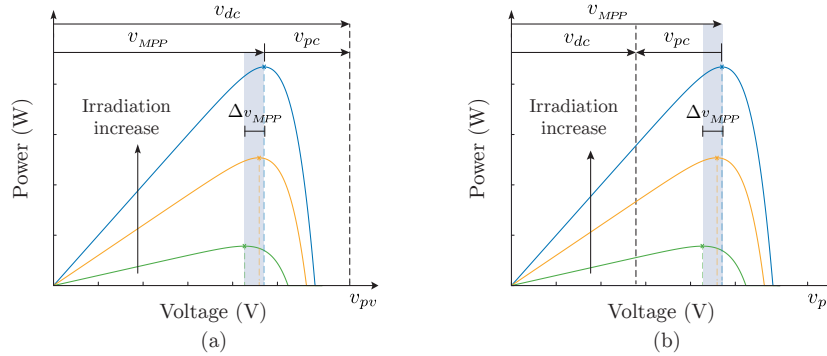 v_dc
v_MPP
v_pc
Irradiation
increase
Δv_MPP
Power (W)
v_pv
Voltage (V)
(a)
v_MPP
v_dc
v_pc
Irradiation
increase
Δv_MPP
Power (W)
v_p
Voltage (V)
(b)